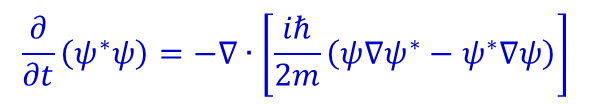 ∂/∂t (ψ*ψ) = −∇ · [iħ/2m (ψ∇ψ* − ψ*∇ψ)]